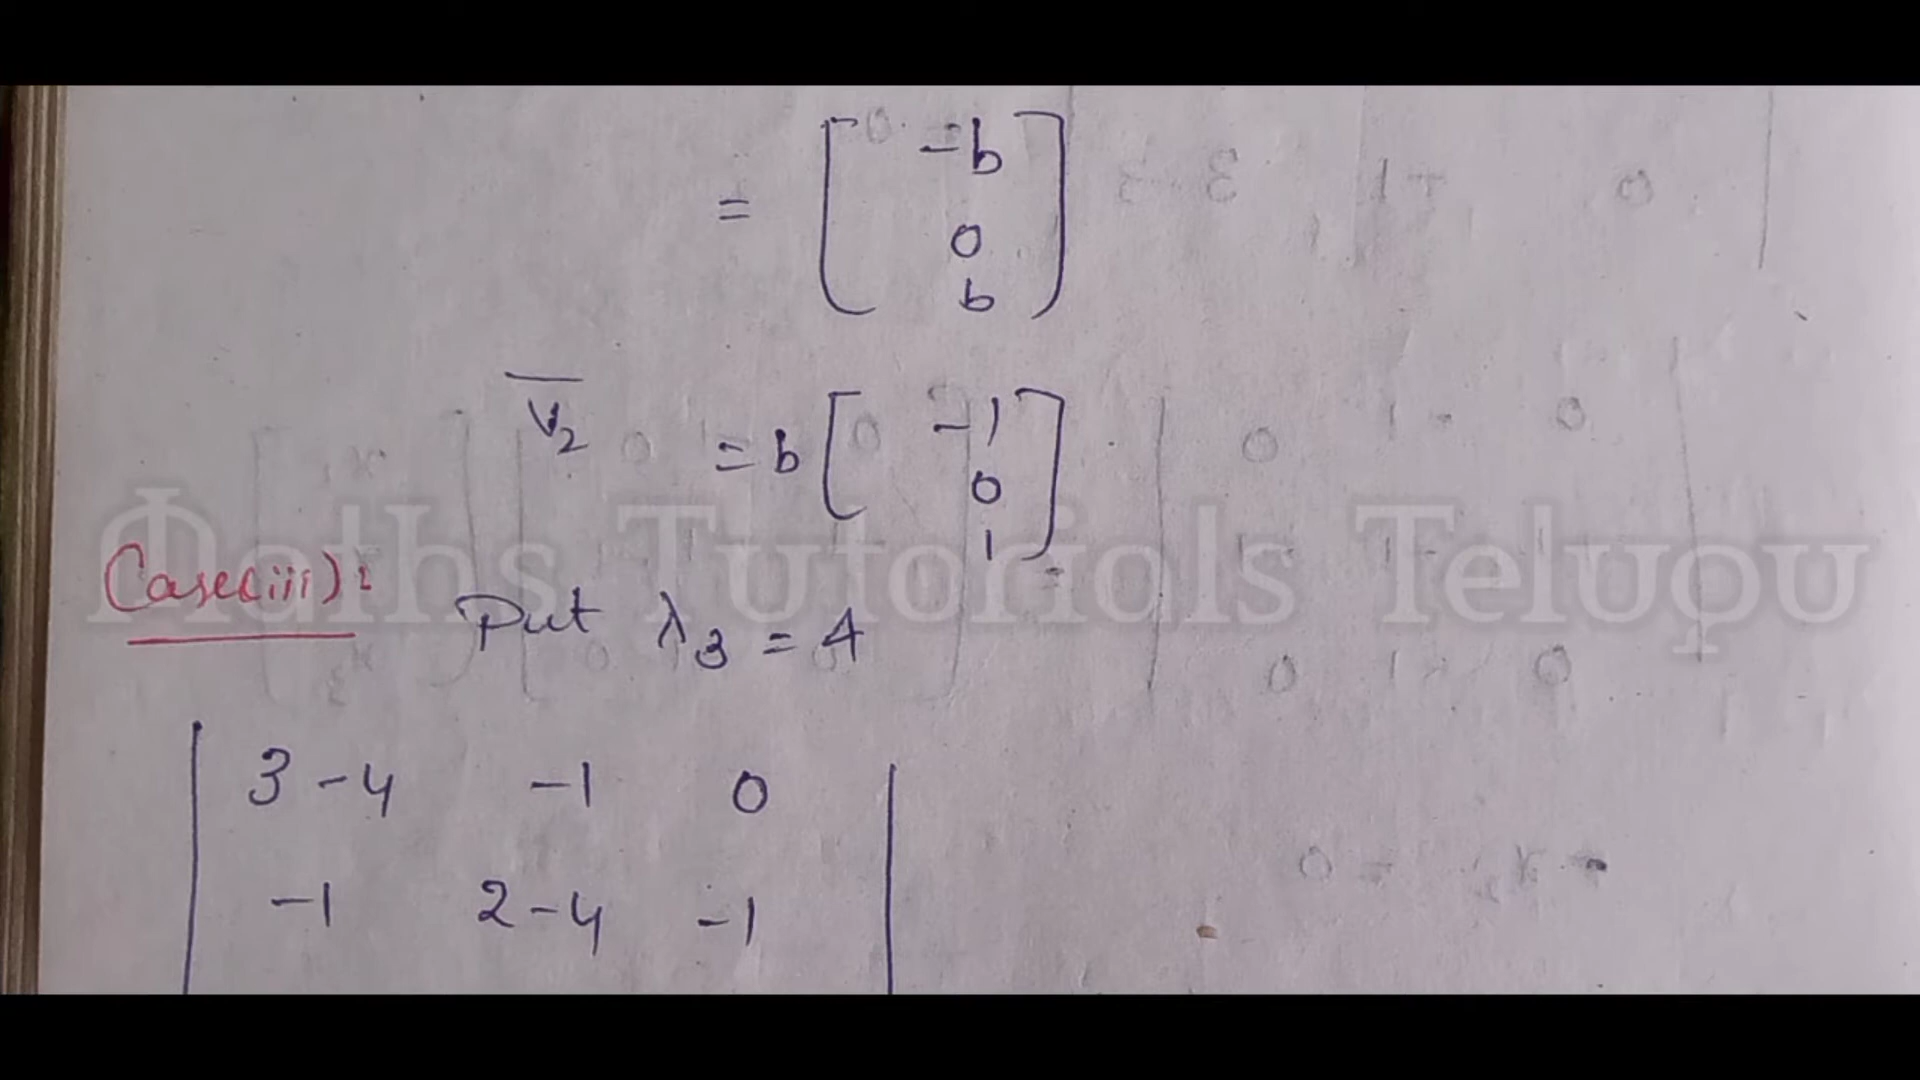 = [ -b
0
b ]
V₂ = b [ -1
0
1 ]
Maths Tutorials Telugu
Case(iii):
Put λ₃ = 4
| 3-4 -1 0 |
| -1 2-4 -1 |